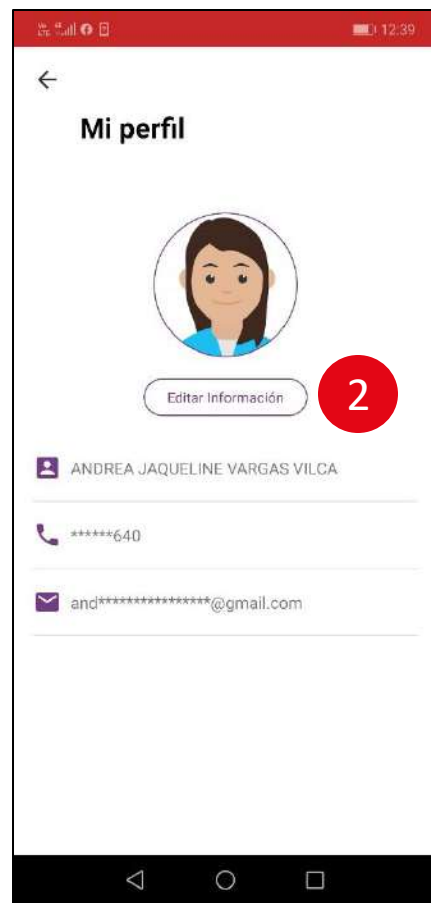 12:39
Mi perfil
Editar Información
2
ANDREA JAQUELINE VARGAS VILCA
******640
and****************@gmail.com